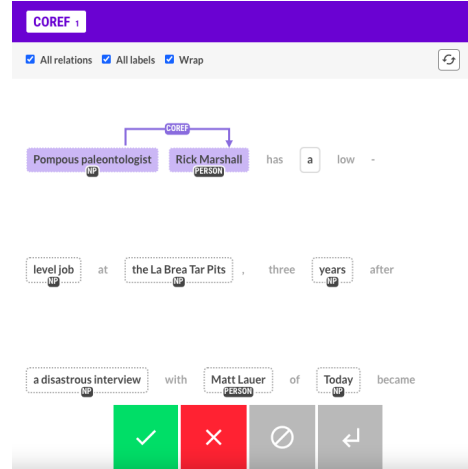 COREF 1
All relations All labels Wrap
COREF
Pompous paleontologist Rick Marshall has a low -
NP PERSON
level job at the La Brea Tar Pits , three years after
NP NP NP
a disastrous interview with Matt Lauer of Today became
NP PERSON NP